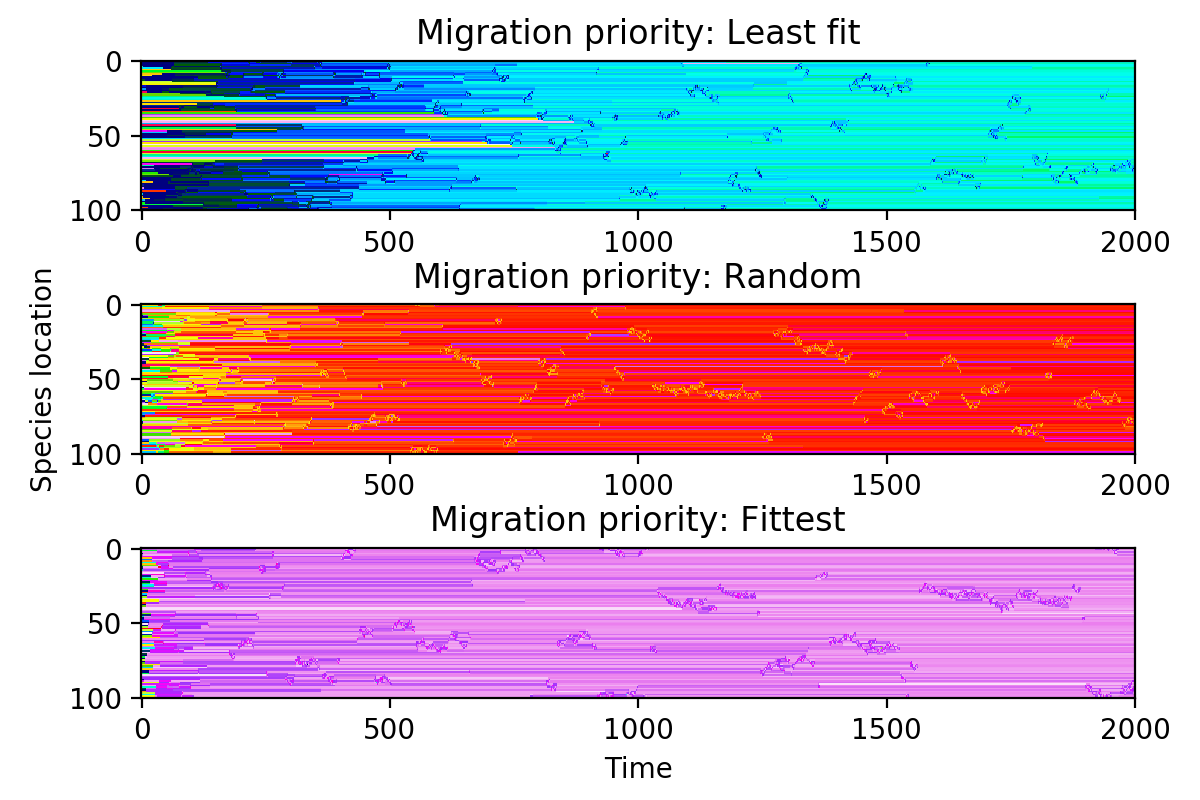 Migration priority: Least fit
0
50
100
0 500 1000 1500 2000
Migration priority: Random
Species location
0
50
100
0 500 1000 1500 2000
Migration priority: Fittest
0
50
100
0 500 1000 1500 2000
Time